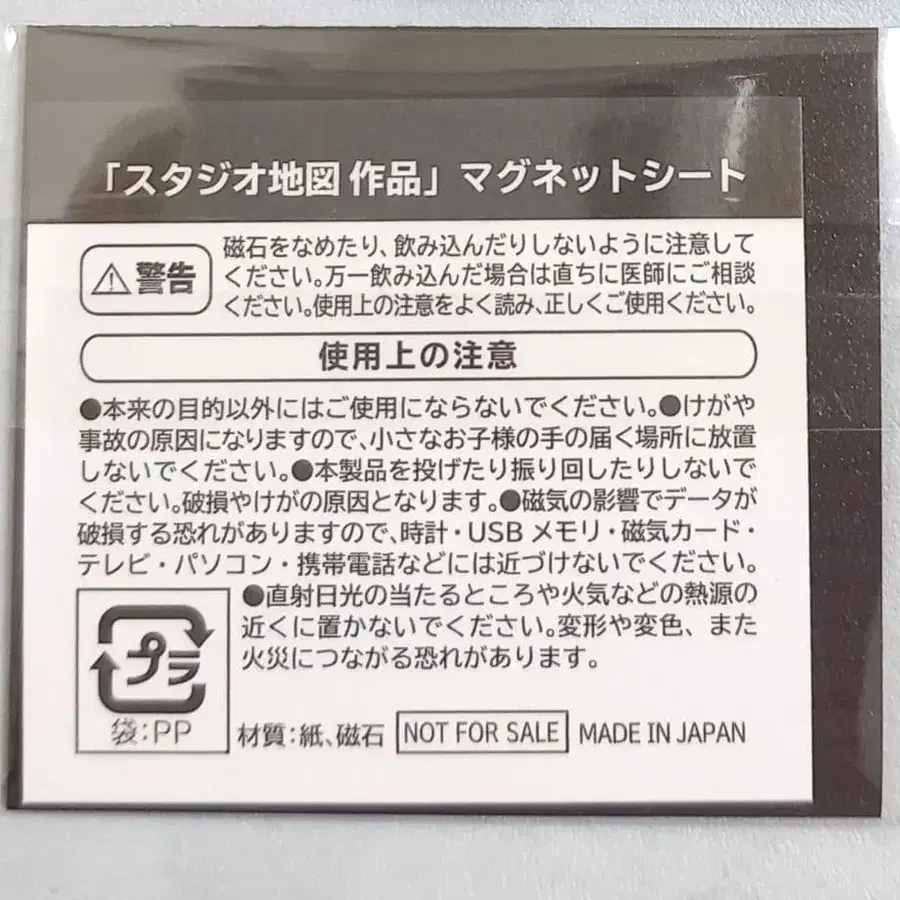 「スタジオ地図 作品」マグネットシート
⚠警告
磁石をなめたり、飲み込んだりしないように注意して
ください。万一飲み込んだ場合は直ちに医師にご相談
ください。使用上の注意をよく読み、正しくご使用ください。
使用上の注意
●本来の目的以外にはご使用にならないでください。●けがや
事故の原因になりますので、小さなお子様の手の届く場所に放置
しないでください。●本製品を投げたり振り回したりしないで
ください。破損やけがの原因となります。●磁気の影響でデータが
破損する恐れがありますので、時計・USB メモリ・磁気カード・
テレビ・パソコン・携帯電話などには近づけないでください。
●直射日光の当たるところや火気などの熱源の
近くに置かないでください。変形や変色、また
火災につながる恐れがあります。
プラ
袋:PP
材質:紙、磁石
NOT FOR SALE
MADE IN JAPAN